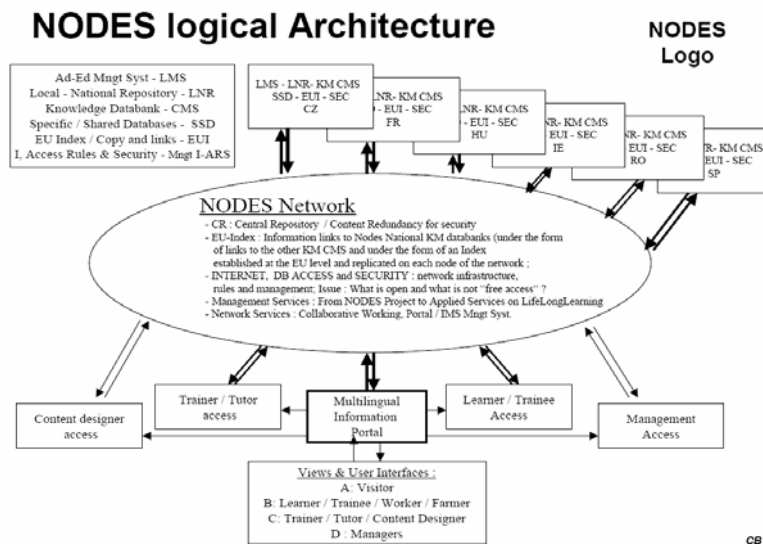 NODES logical Architecture
NODES
Logo
Ad-Ed Mngt Syst - LMS
Local - National Repository - LNR
Knowledge Databank - CMS
Specific / Shared Databases - SSD
EU Index / Copy and links - EUI
I, Access Rules & Security - Mngt I-ARS
LMS - LNR- KM CMS
SSD - EUI - SEC
CZ
LNR- KM CMS
- EUI - SEC
FR
LNR- KM CMS
- EUI - SEC
HU
LNR- KM CMS
EUI - SEC
IE
NR- KM CMS
EUI - SEC
RO
R- KM CMS
EUI - SEC
SP
NODES Network
- CR : Central Repository / Content Redundancy for security
- EU-Index : Information links to Nodes National KM databanks (under the form
of links to the other KM CMS and under the form of an Index
established at the EU level and replicated on each node of the network ;
- INTERNET, DB ACCESS and SECURITY : network infrastructure,
rules and management; Issue : What is open and what is not "free access" ?
- Management Services : From NODES Project to Applied Services on LifeLongLearning
- Network Services : Collaborative Working, Portal / IMS Mngt Syst.
Content designer
access
Trainer / Tutor
access
Multilingual
Information
Portal
Learner / Trainee
Access
Management
Access
Views & User Interfaces :
A: Visitor
B: Learner / Trainee / Worker / Farmer
C: Trainer / Tutor / Content Designer
D : Managers
CB